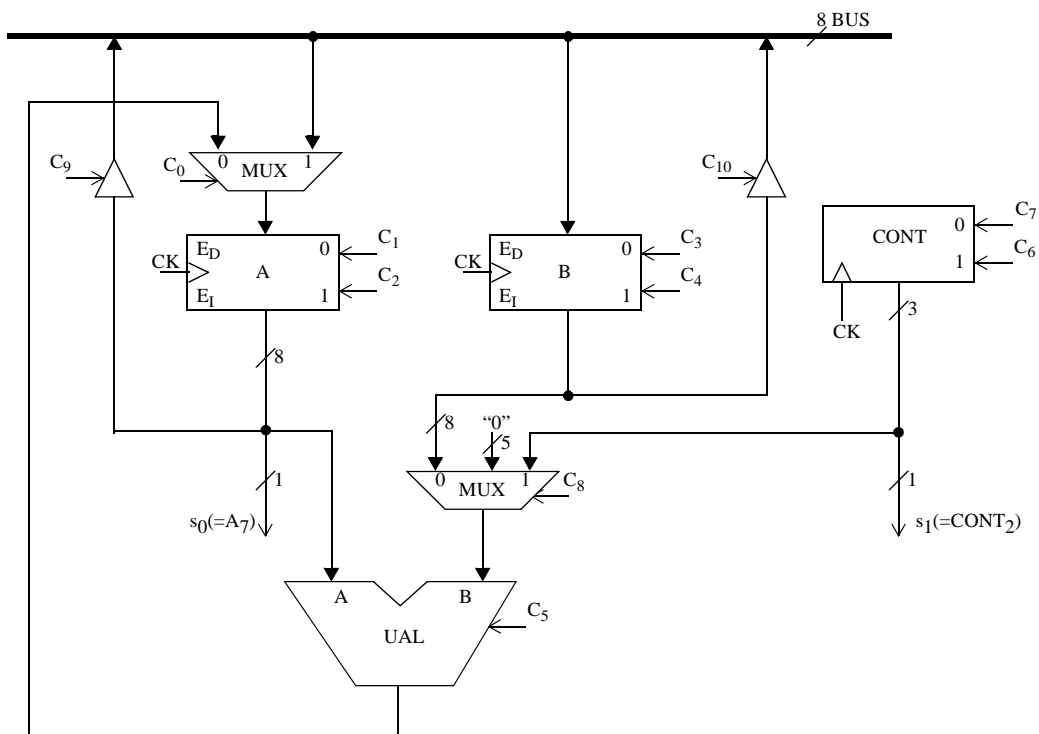 8 BUS
0 1
MUX
C9
C0
C10
ED 0
A
EI 1
CK
C1
C2
ED 0
B
EI 1
CK
C3
C4
CONT
0
1
C7
C6
CK
3
8
8
“0”
5
0 1
MUX
C8
1
s0(=A7)
1
s1(=CONT2)
A B
UAL
C5